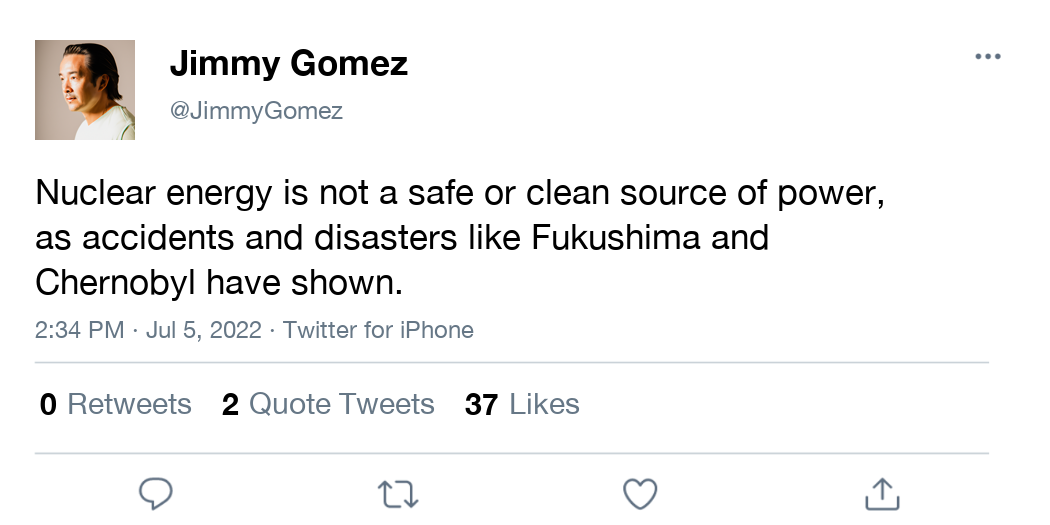 Jimmy Gomez
@JimmyGomez
Nuclear energy is not a safe or clean source of power,
as accidents and disasters like Fukushima and
Chernobyl have shown.
2:34 PM · Jul 5, 2022 · Twitter for iPhone
0 Retweets 2 Quote Tweets 37 Likes